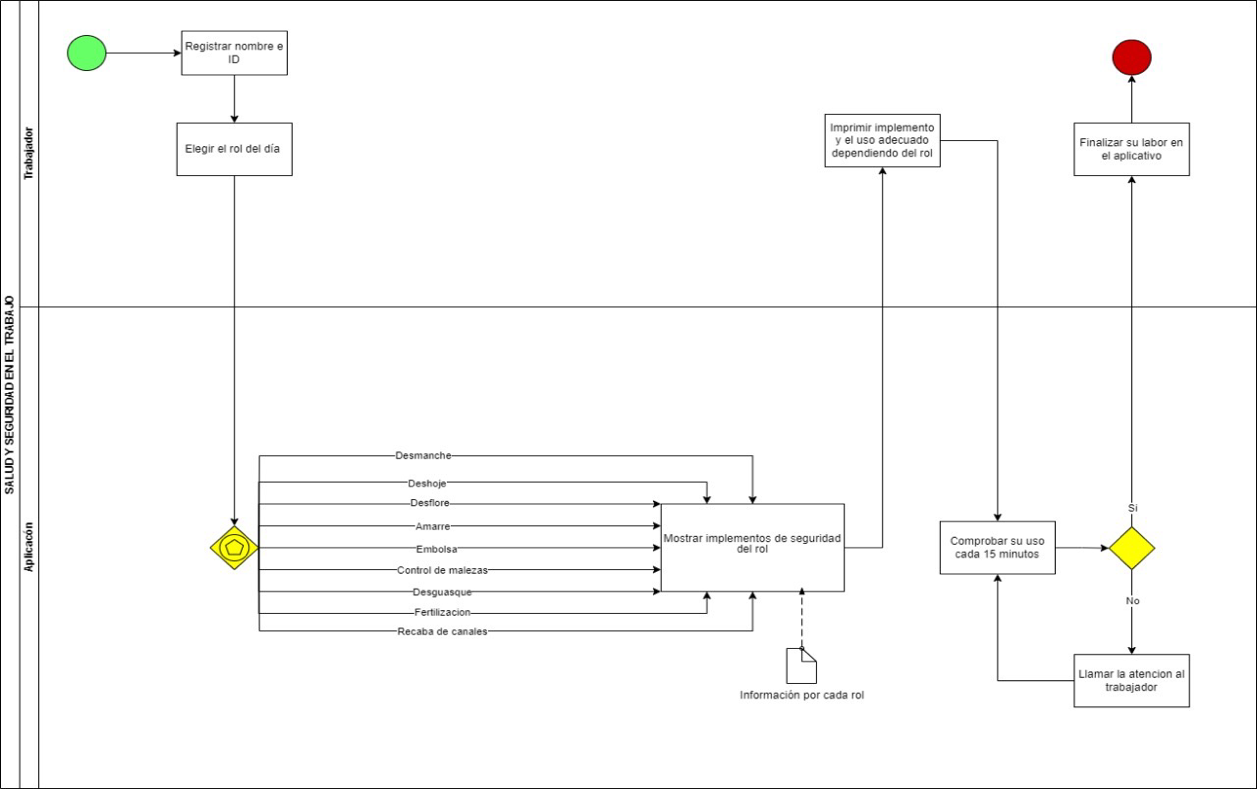 SALUD Y SEGURIDAD EN EL TRABAJO
Trabajador
Registrar nombre e
ID
Elegir el rol del día
Imprimir implemento
y el uso adecuado
dependiendo del rol
Finalizar su labor en
el aplicativo
Aplicacón
Desmanche
Deshoje
Desflore
Amarre
Embolsa
Control de malezas
Desguasque
Fertilizacion
Recaba de canales
Mostrar implementos de seguridad
del rol
Información por cada rol
Comprobar su uso
cada 15 minutos
Si
No
Llamar la atencion al
trabajador